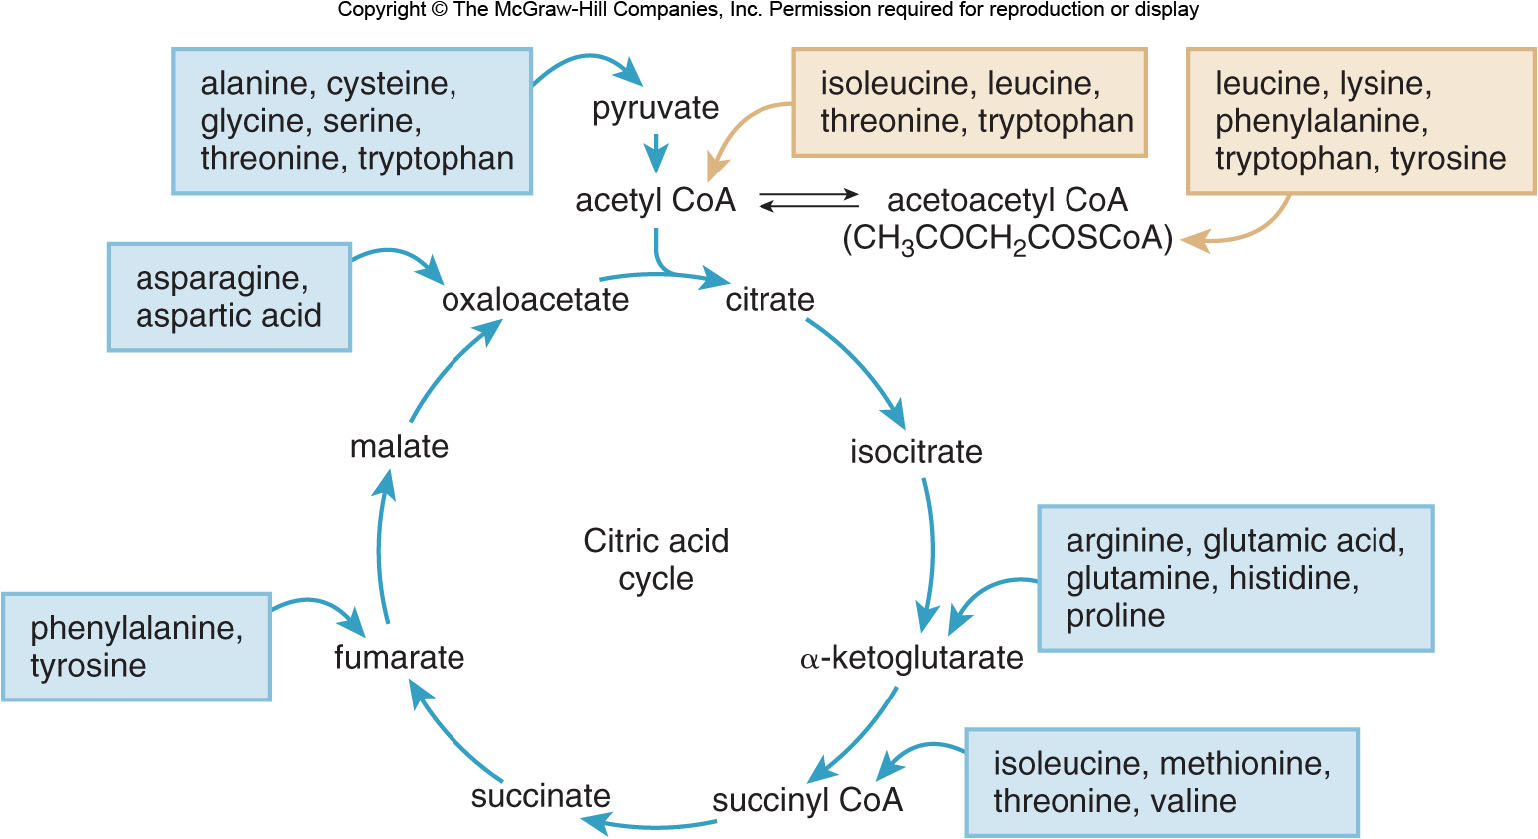 Copyright © The McGraw-Hill Companies, Inc. Permission required for reproduction or display
alanine, cysteine,
glycine, serine,
threonine, tryptophan
pyruvate
isoleucine, leucine,
threonine, tryptophan
leucine, lysine,
phenylalanine,
tryptophan, tyrosine
acetyl CoA
acetoacetyl CoA
(CH₃COCH₂COSCoA)
asparagine,
aspartic acid
oxaloacetate
citrate
malate
isocitrate
Citric acid
cycle
arginine, glutamic acid,
glutamine, histidine,
proline
phenylalanine,
tyrosine
fumarate
α-ketoglutarate
isoleucine, methionine,
threonine, valine
succinate
succinyl CoA